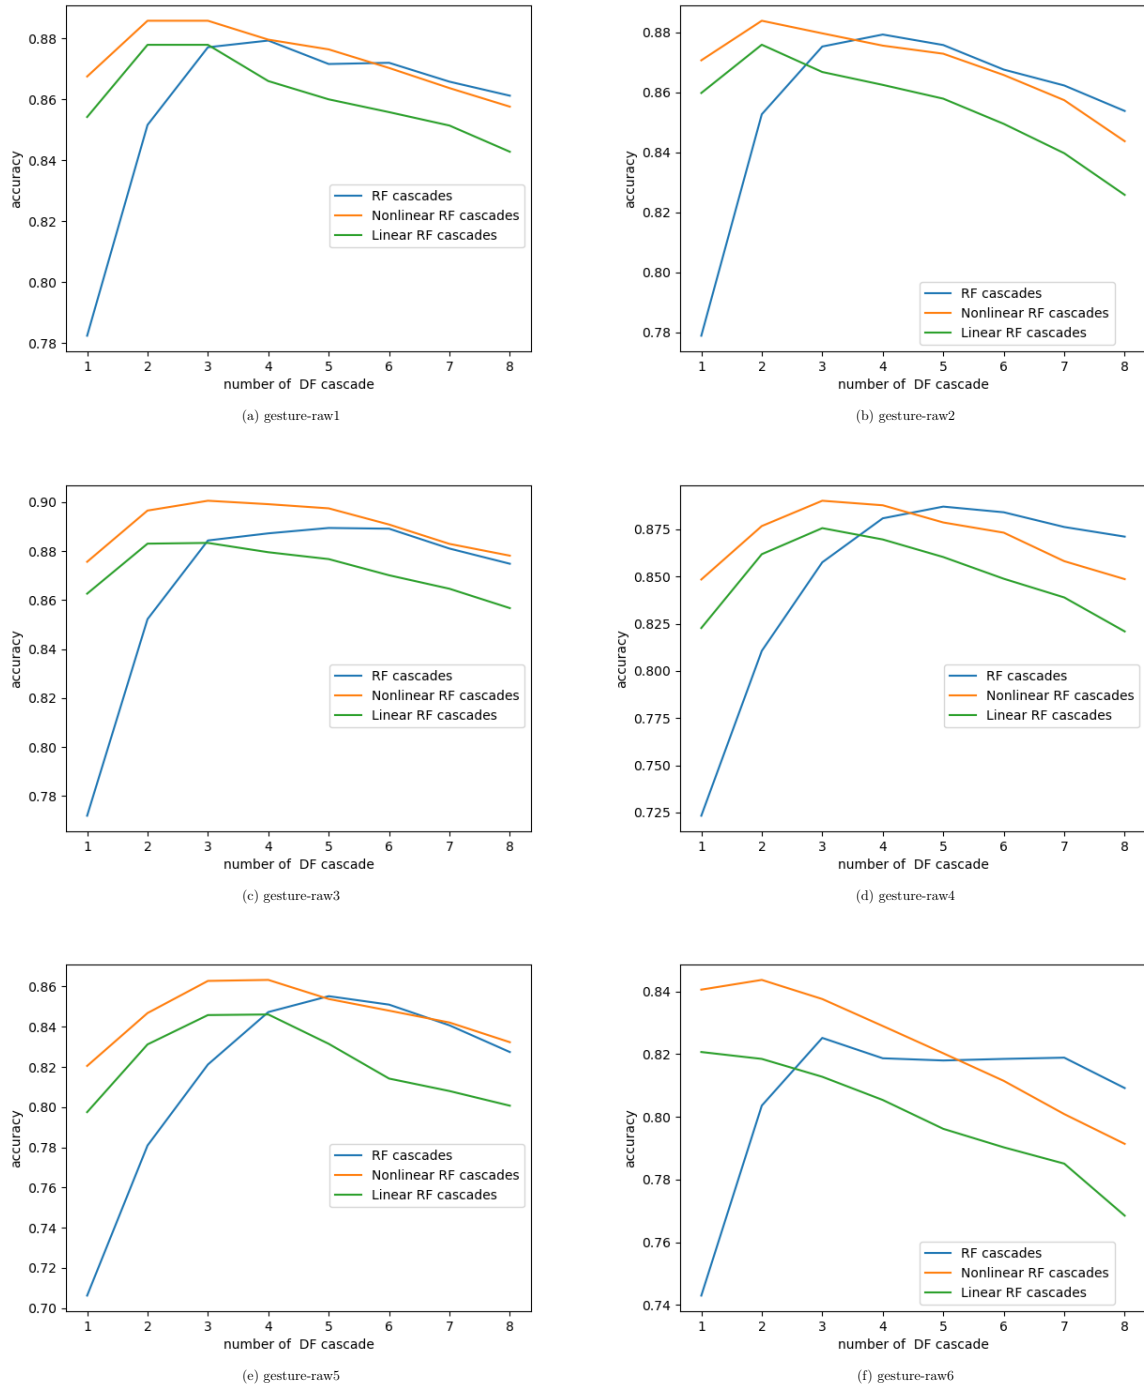 0.88
0.86
0.84
0.82
0.80
0.78
accuracy
RF cascades
Nonlinear RF cascades
Linear RF cascades
1 2 3 4 5 6 7 8
number of  DF cascade
(a) gesture-raw1
0.88
0.86
0.84
0.82
0.80
0.78
accuracy
RF cascades
Nonlinear RF cascades
Linear RF cascades
1 2 3 4 5 6 7 8
number of  DF cascade
(b) gesture-raw2
0.90
0.88
0.86
0.84
0.82
0.80
0.78
accuracy
RF cascades
Nonlinear RF cascades
Linear RF cascades
1 2 3 4 5 6 7 8
number of  DF cascade
(c) gesture-raw3
0.875
0.850
0.825
0.800
0.775
0.750
0.725
accuracy
RF cascades
Nonlinear RF cascades
Linear RF cascades
1 2 3 4 5 6 7 8
number of  DF cascade
(d) gesture-raw4
0.86
0.84
0.82
0.80
0.78
0.76
0.74
0.72
0.70
accuracy
RF cascades
Nonlinear RF cascades
Linear RF cascades
1 2 3 4 5 6 7 8
number of  DF cascade
(e) gesture-raw5
0.84
0.82
0.80
0.78
0.76
0.74
accuracy
RF cascades
Nonlinear RF cascades
Linear RF cascades
1 2 3 4 5 6 7 8
number of  DF cascade
(f) gesture-raw6